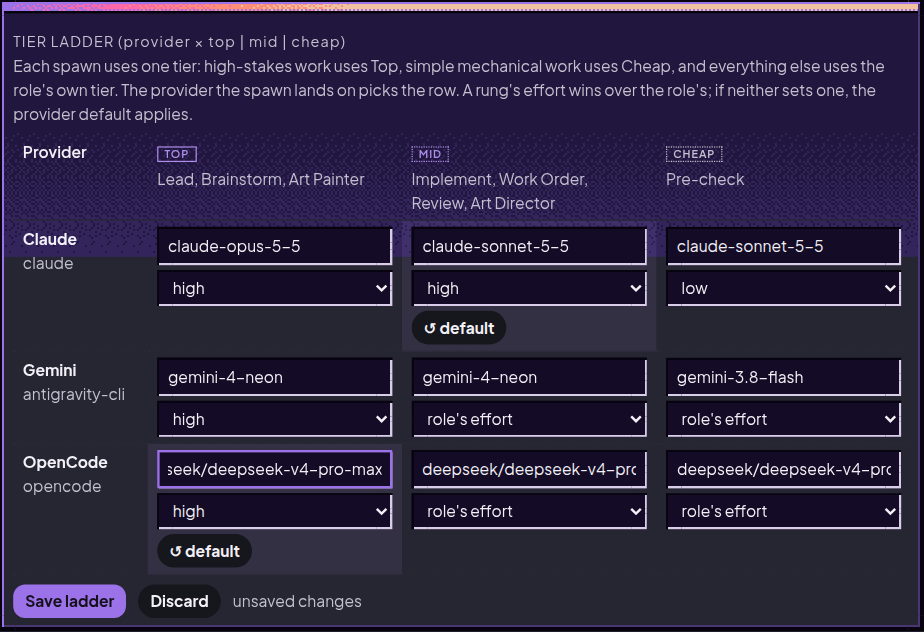 TIER LADDER (provider × top | mid | cheap)
Each spawn uses one tier: high-stakes work uses Top, simple mechanical work uses Cheap, and everything else uses the
role's own tier. The provider the spawn lands on picks the row. A rung's effort wins over the role's; if neither sets one, the
provider default applies.
Provider
TOP
Lead, Brainstorm, Art Painter
MID
Implement, Work Order,
Review, Art Director
CHEAP
Pre-check
Claude
claude
claude-opus-5-5
high
claude-sonnet-5-5
high
↺ default
claude-sonnet-5-5
low
Gemini
antigravity-cli
gemini-4-neon
high
gemini-4-neon
role's effort
gemini-3.8-flash
role's effort
OpenCode
opencode
seek/deepseek-v4-pro-max
high
↺ default
deepseek/deepseek-v4-pro
role's effort
deepseek/deepseek-v4-pro
role's effort
Save ladder
Discard
unsaved changes